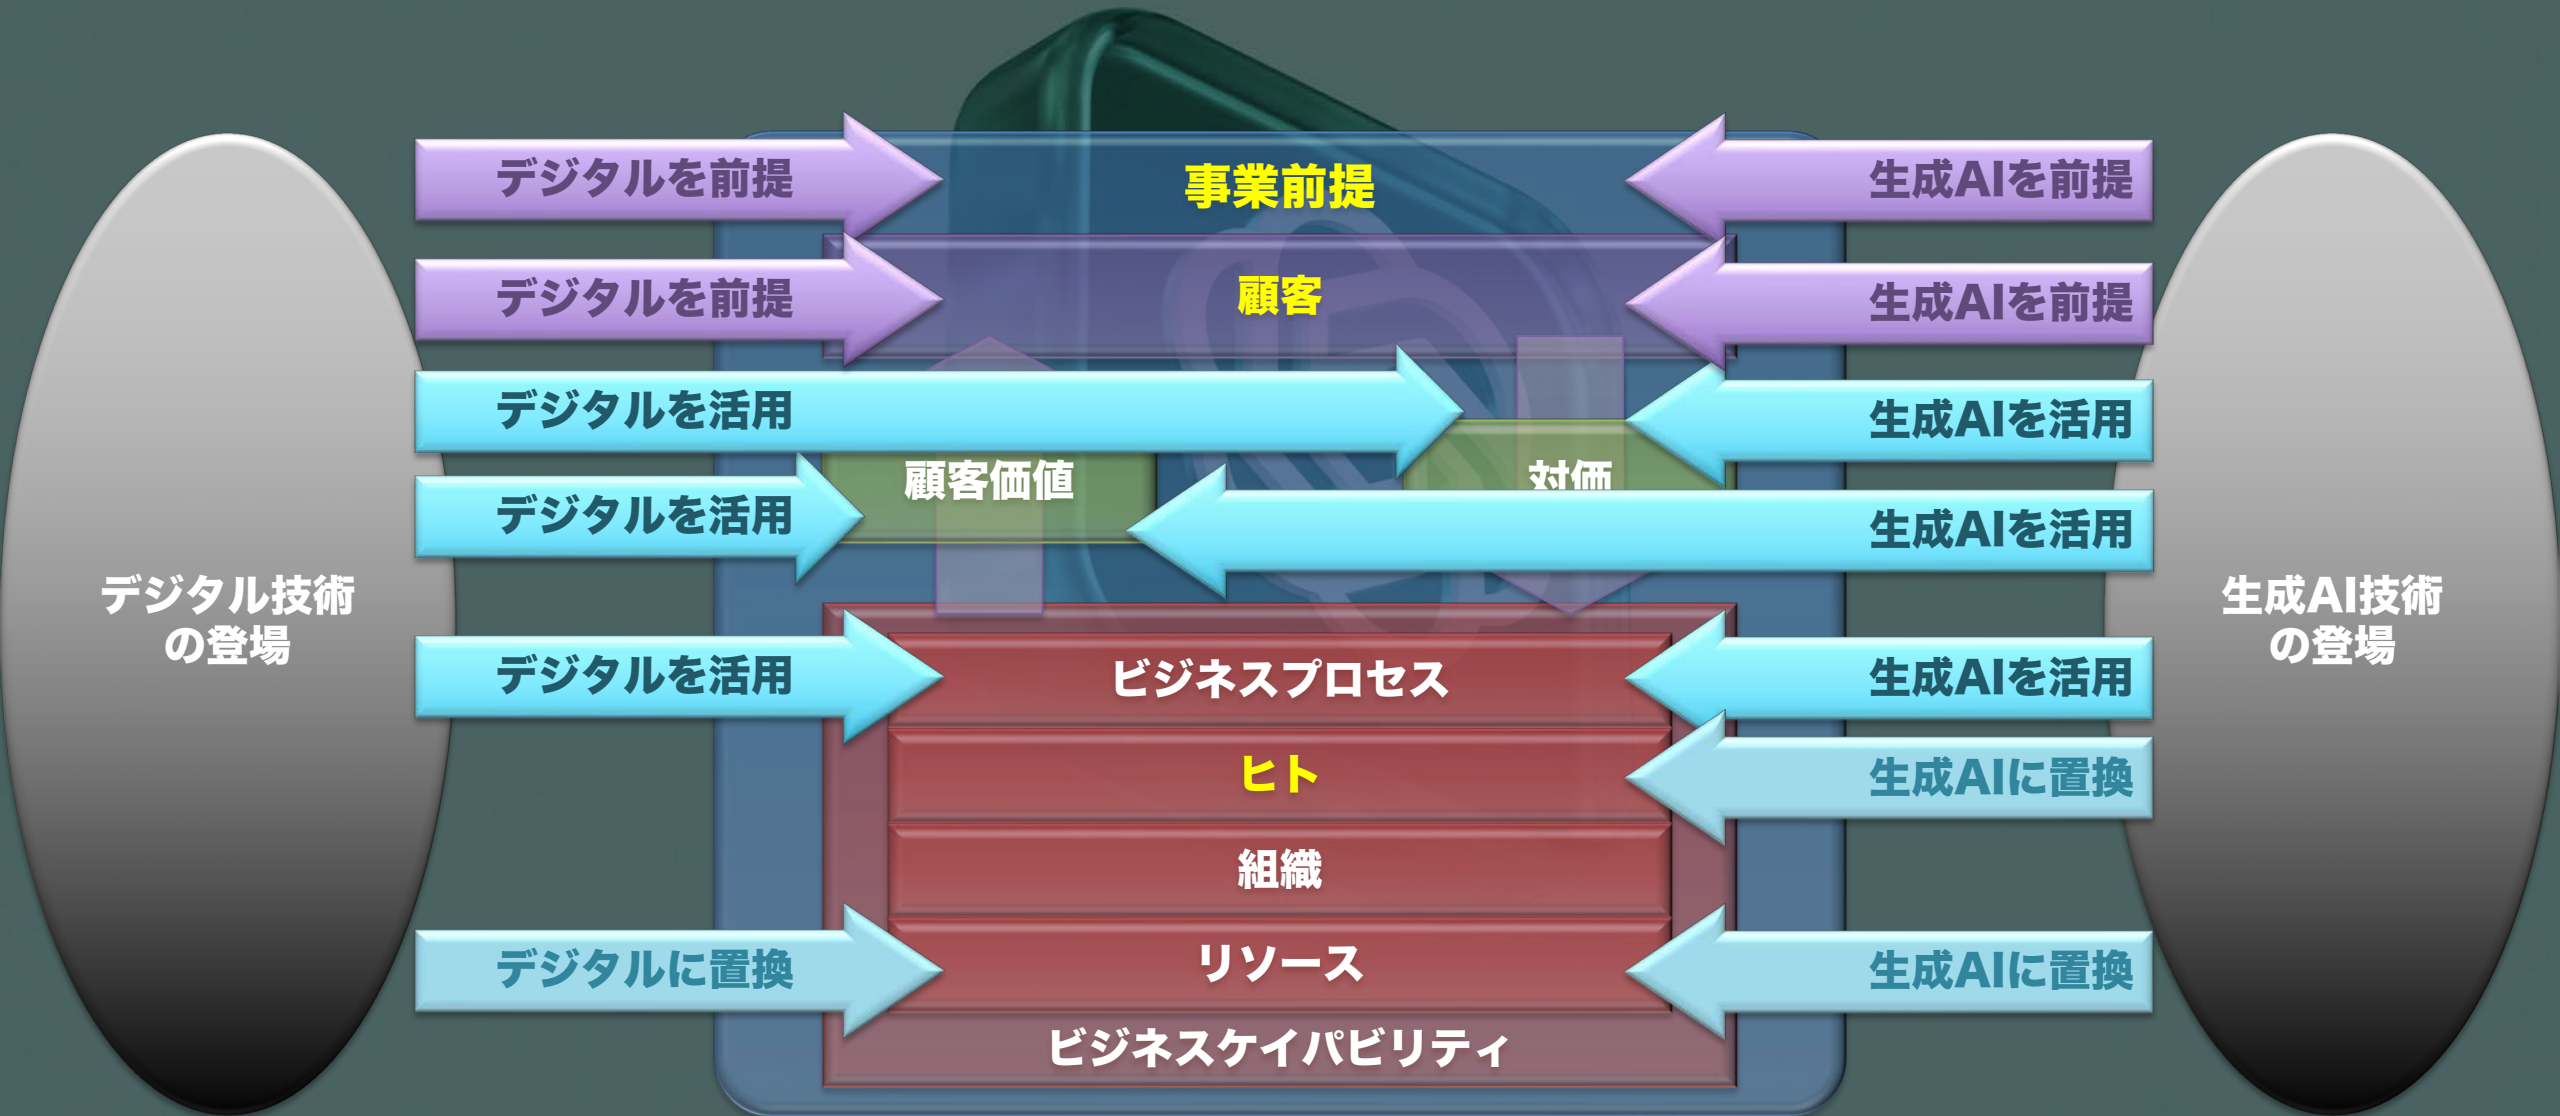 デジタルを前提
事業前提
生成AIを前提
デジタルを前提
顧客
生成AIを前提
デジタルを活用
生成AIを活用
顧客価値
対価
デジタルを活用
生成AIを活用
デジタル技術
の登場
生成AI技術
の登場
デジタルを活用
ビジネスプロセス
生成AIを活用
ヒト
生成AIに置換
組織
デジタルに置換
リソース
生成AIに置換
ビジネスケイパビリティ